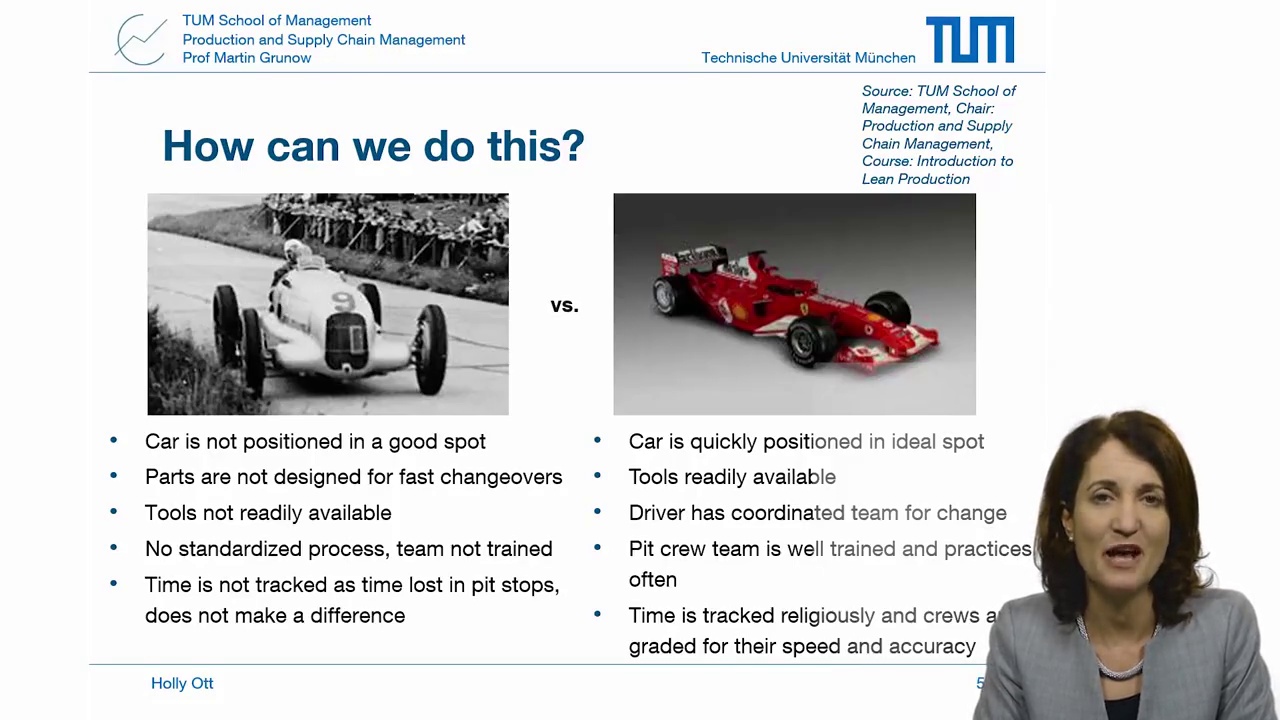 TUM School of Management
Production and Supply Chain Management
Prof Martin Grunow
Technische Universität München
TUM
Source: TUM School of
Management, Chair:
Production and Supply
Chain Management,
Course: Introduction to
Lean Production
How can we do this?
9
vs.
• Car is not positioned in a good spot
• Parts are not designed for fast changeovers
• Tools not readily available
• No standardized process, team not trained
• Time is not tracked as time lost in pit stops,
does not make a difference
• Car is quickly positioned in ideal spot
• Tools readily available
• Driver has coordinated team for change
• Pit crew team is well trained and practices
often
• Time is tracked religiously and crews
graded for their speed and accuracy
Holly Ott
5